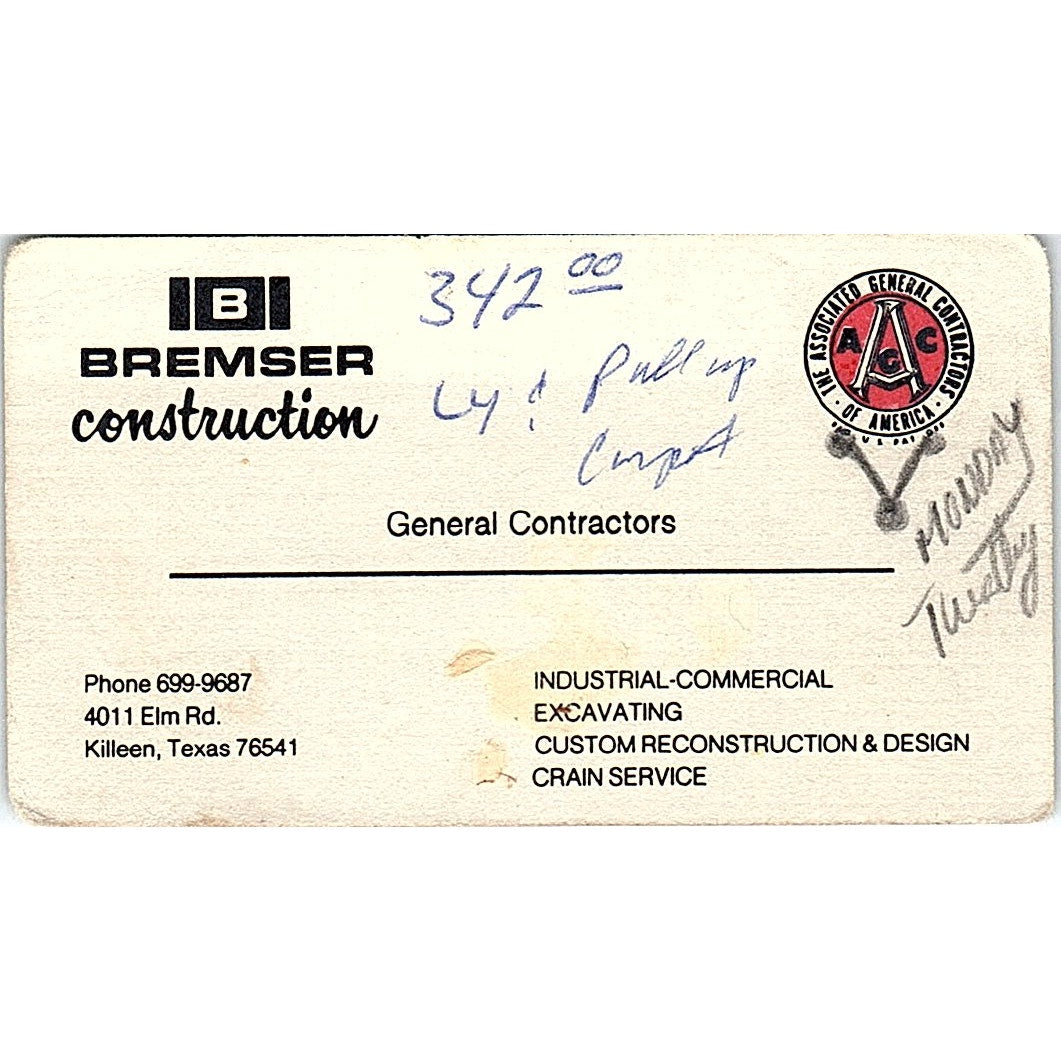 B
BREMSER
construction
342 00
Pull up
Carpet
THE ASSOCIATED GENERAL CONTRACTORS
OF AMERICA
AGC
General Contractors
MONDAY
Phone 699-9687
4011 Elm Rd.
Killeen, Texas 76541
INDUSTRIAL-COMMERCIAL
EXCAVATING
CUSTOM RECONSTRUCTION & DESIGN
CRAIN SERVICE